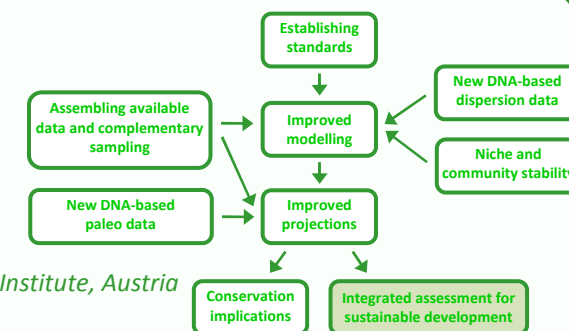 Establishing
standards
New DNA-based
dispersion data
Assembling available
data and complementary
sampling
Improved
modelling
Niche and
community stability
New DNA-based
paleo data
Improved
projections
Institute, Austria
Conservation
implications
Integrated assessment for
sustainable development